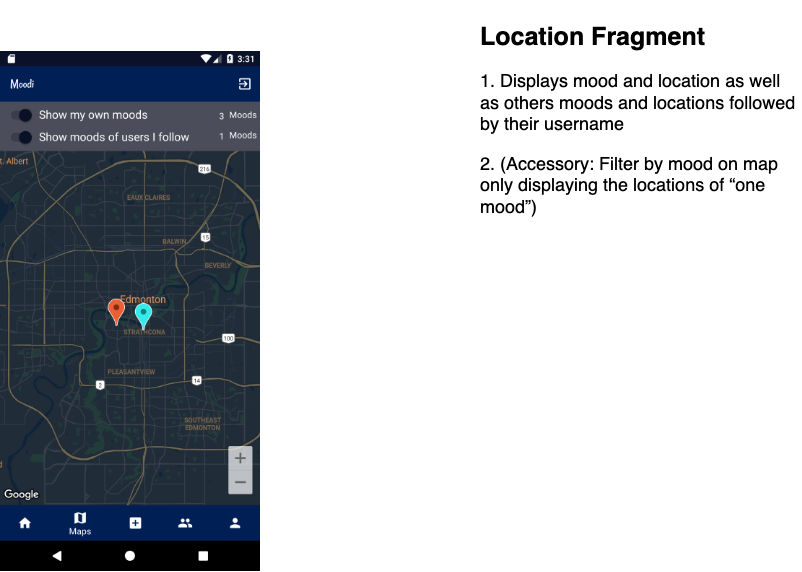 3:31
Moodi
Show my own moods 3 Moods
Show moods of users I follow 1 Moods
t. Albert
216
EAUX CLAIRES
BALWIN
15
BEVERLY
Edmonton
STRATHCONA
100
PLEASANTVIEW
2
14
SOUTHEAST
EDMONTON
+
−
Google
Maps
Location Fragment
1. Displays mood and location as well
as others moods and locations followed
by their username
2. (Accessory: Filter by mood on map
only displaying the locations of “one
mood”)